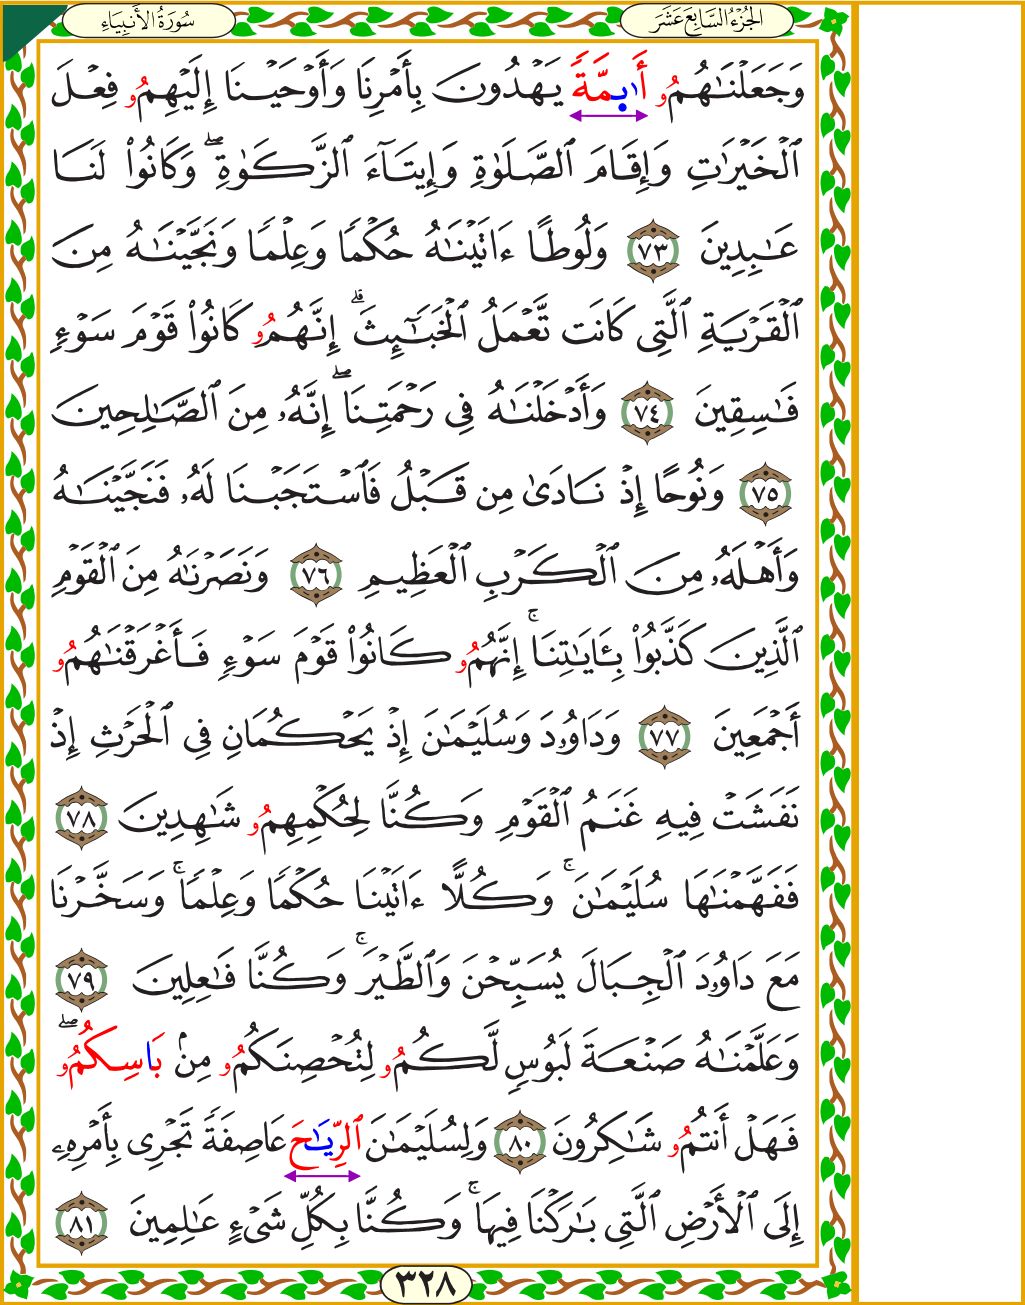 الجُزْءُ السَّابِعَ عَشَرَ
سُورَةُ الأَنبِيَاءِ
وَجَعَلْنَـٰهُمُۥ أَاٰئِمَّةً يَهْدُونَ بِأَمْرِنَا وَأَوْحَيْنَا إِلَيْهِمُۥ فِعْلَ
ٱلْخَيْرَٰتِ وَإِقَامَ ٱلصَّلَوٰةِ وَإِيتَآءَ ٱلزَّكَوٰةِ ۖ وَكَانُوا۟ لَنَا
عَـٰبِدِينَ ٧٣ وَلُوطًا ءَاتَيْنَـٰهُ حُكْمًا وَعِلْمًا وَنَجَّيْنَـٰهُ مِنَ
ٱلْقَرْيَةِ ٱلَّتِى كَانَت تَّعْمَلُ ٱلْخَبَـٰٓئِثَ ۗ إِنَّهُمُۥ كَانُوا۟ قَوْمَ سَوْءٍ
فَـٰسِقِينَ ٧٤ وَأَدْخَلْنَـٰهُ فِى رَحْمَتِنَا ۖ إِنَّهُۥ مِنَ ٱلصَّـٰلِحِينَ
٧٥ وَنُوحًا إِذْ نَادَىٰ مِن قَبْلُ فَٱسْتَجَبْنَا لَهُۥ فَنَجَّيْنَـٰهُ
وَأَهْلَهُۥ مِنَ ٱلْكَرْبِ ٱلْعَظِيمِ ٧٦ وَنَصَرْنَـٰهُ مِنَ ٱلْقَوْمِ
ٱلَّذِينَ كَذَّبُوا۟ بِـَٔايَـٰتِنَا ۚ إِنَّهُمُۥ كَانُوا۟ قَوْمَ سَوْءٍ فَأَغْرَقْنَـٰهُمُۥ
أَجْمَعِينَ ٧٧ وَدَاوُۥدَ وَسُلَيْمَـٰنَ إِذْ يَحْكُمَانِ فِى ٱلْحَرْثِ إِذْ
نَفَشَتْ فِيهِ غَنَمُ ٱلْقَوْمِ وَكُنَّا لِحُكْمِهِمُۥ شَـٰهِدِينَ ٧٨
فَفَهَّمْنَـٰهَا سُلَيْمَـٰنَ ۚ وَكُلًّا ءَاتَيْنَا حُكْمًا وَعِلْمًا ۚ وَسَخَّرْنَا
مَعَ دَاوُۥدَ ٱلْجِبَالَ يُسَبِّحْنَ وَٱلطَّيْرَ ۚ وَكُنَّا فَـٰعِلِينَ ٧٩
وَعَلَّمْنَـٰهُ صَنْعَةَ لَبُوسٍ لَّكُمُۥ لِتُحْصِنَكُمُۥ مِنۢ بَاسِكُمُۥ ۖ
فَهَلْ أَنتُمُۥ شَـٰكِرُونَ ٨٠ وَلِسُلَيْمَـٰنَ ٱلرِّيَـٰحَ عَاصِفَةً تَجْرِى بِأَمْرِهِۦ
إِلَى ٱلْأَرْضِ ٱلَّتِى بَـٰرَكْنَا فِيهَا ۚ وَكُنَّا بِكُلِّ شَىْءٍ عَـٰلِمِينَ ٨١
٣٢٨